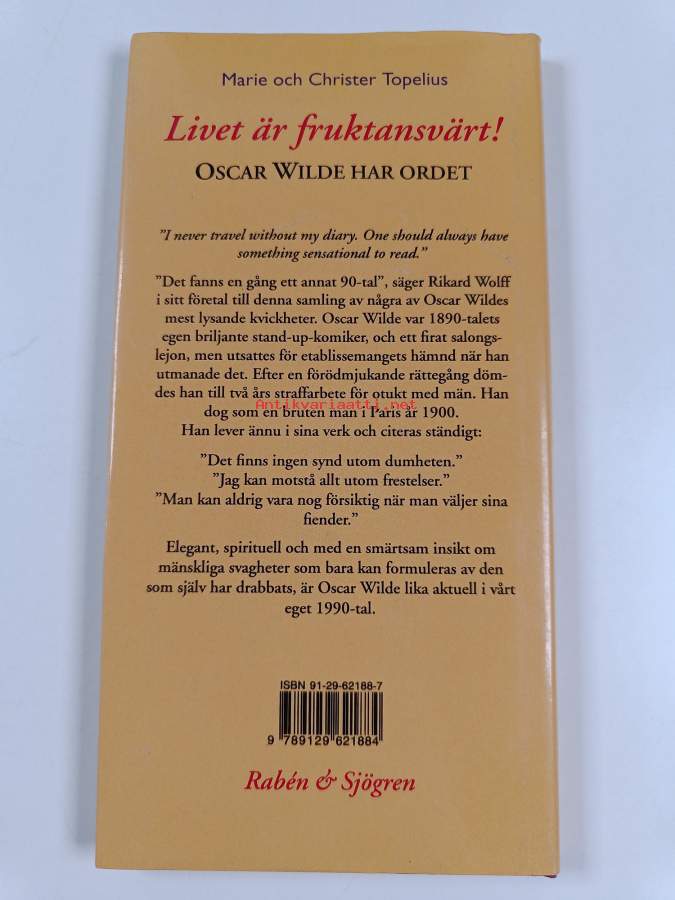 Marie och Christer Topelius
Livet är fruktansvärt!
OSCAR WILDE HAR ORDET
”I never travel without my diary. One should always have
something sensational to read.”
”Det fanns en gång ett annat 90-tal”, säger Rikard Wolff
i sitt företal till denna samling av några av Oscar Wildes
mest lysande kvickheter. Oscar Wilde var 1890-talets
egen briljante stand-up-komiker, och ett firat salongs-
lejon, men utsattes för etablissemangets hämnd när han
utmanade det. Efter en förödmjukande rättegång döm-
des han till två års straffarbete för otukt med män. Han
dog som en bruten man i Paris år 1900.
Antikvariaatti.net
Han lever ännu i sina verk och citeras ständigt:
”Det finns ingen synd utom dumheten.”
”Jag kan motstå allt utom frestelser.”
”Man kan aldrig vara nog försiktig när man väljer sina
fiender.”
Elegant, spirituell och med en smärtsam insikt om
mänskliga svagheter som bara kan formuleras av den
som själv har drabbats, är Oscar Wilde lika aktuell i vårt
eget 1990-tal.
ISBN 91-29-62188-7
9 789129 621884
Rabén & Sjögren